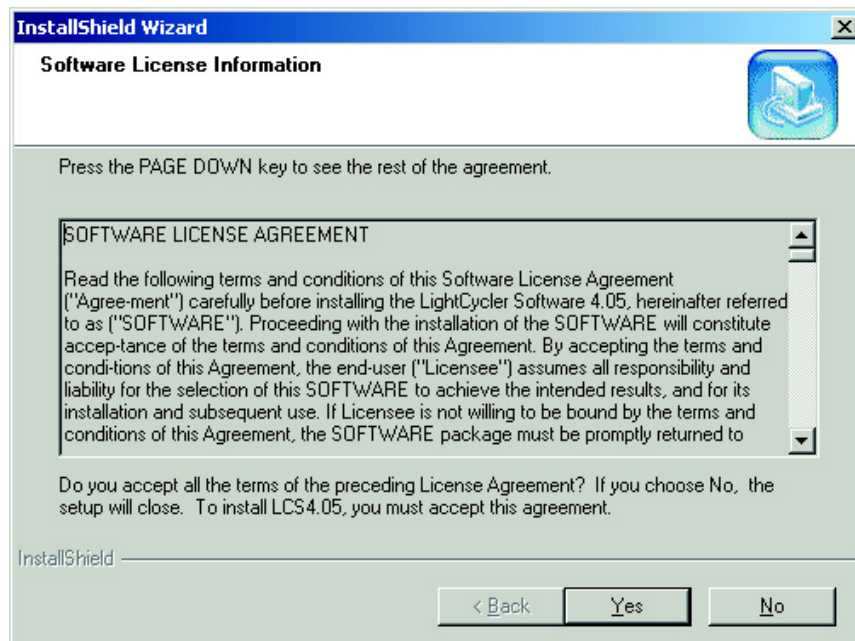 InstallShield Wizard
Software License Information
Press the PAGE DOWN key to see the rest of the agreement.
SOFTWARE LICENSE AGREEMENT
Read the following terms and conditions of this Software License Agreement
("Agree-ment") carefully before installing the LightCycler Software 4.05, hereinafter referred
to as ("SOFTWARE"). Proceeding with the installation of the SOFTWARE will constitute
accep-tance of the terms and conditions of this Agreement. By accepting the terms and
condi-tions of this Agreement, the end-user ("Licensee") assumes all responsibility and
liability for the selection of this SOFTWARE to achieve the intended results, and for its
installation and subsequent use. If Licensee is not willing to be bound by the terms and
conditions of this Agreement, the SOFTWARE package must be promptly returned to
Do you accept all the terms of the preceding License Agreement? If you choose No, the
setup will close. To install LCS4.05, you must accept this agreement.
InstallShield
< Back Yes No